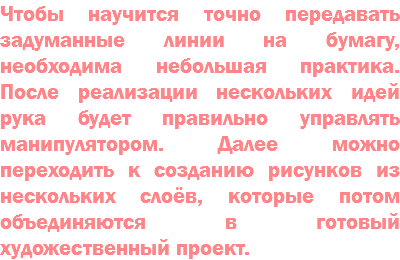 Чтобы научится точно передавать
задуманные линии на бумагу,
необходима небольшая практика.
После реализации нескольких идей
рука будет правильно управлять
манипулятором. Далее можно
переходить к созданию рисунков из
нескольких слоёв, которые потом
объединяются в готовый
художественный проект.